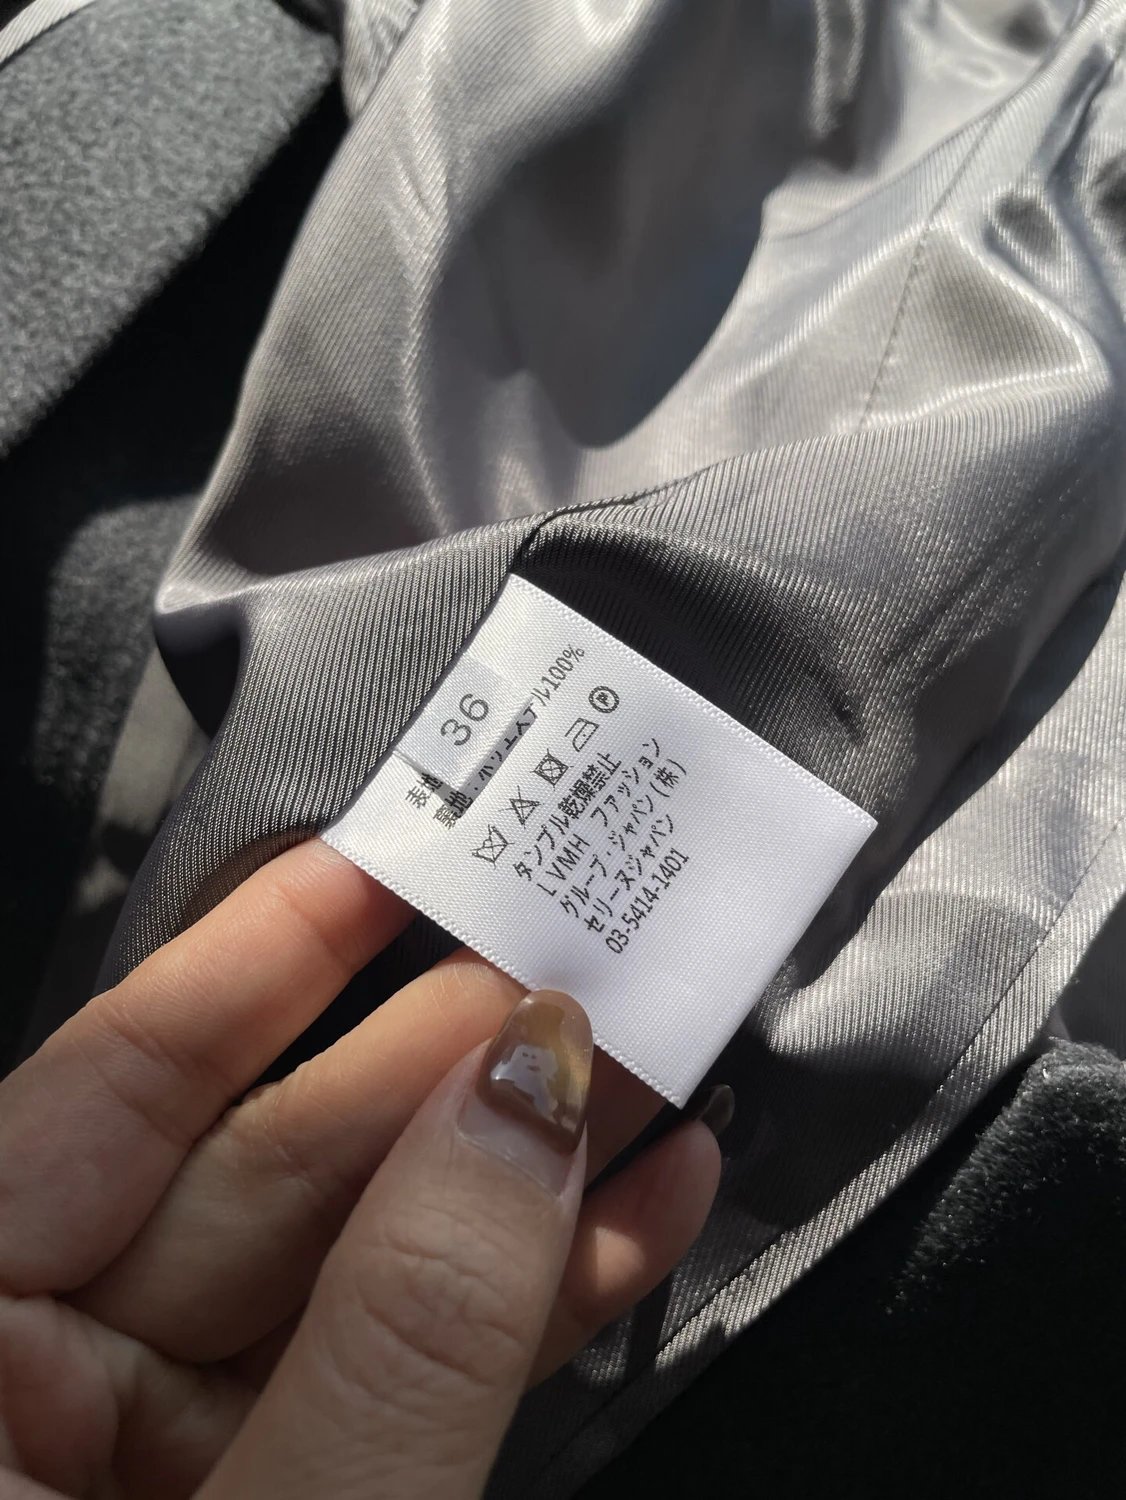 36
表地
裏地:ポリエステル100%
P
タンブル乾燥禁止
LVMH ファッション
グループ・ジャパン(株)
セリーヌジャパン
03-5414-1401